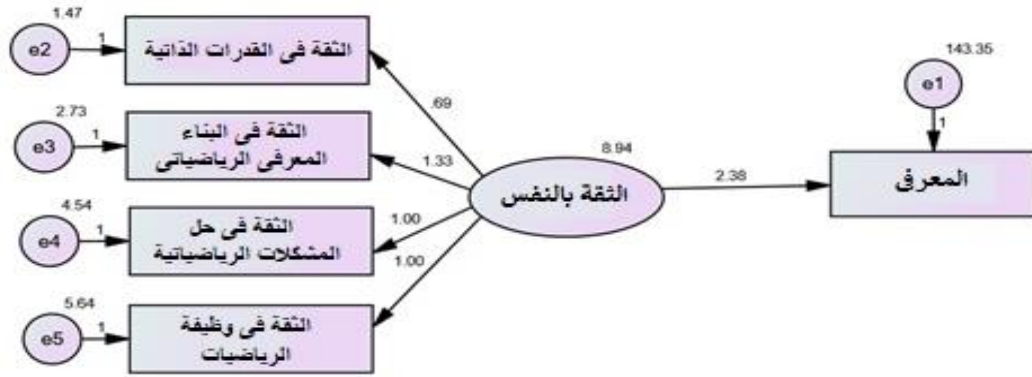 1.47
e2
1
الثقة فى القدرات الذاتية
.69
2.73
e3
1
الثقة فى البناء
المعرفى الرياضياتى
1.33
4.54
e4
1
الثقة فى حل
المشكلات الرياضياتية
1.00
5.64
e5
1
الثقة فى وظيفة
الرياضيات
1.00
8.94
الثقة بالنفس
2.38
143.35
e1
1
المعرفى